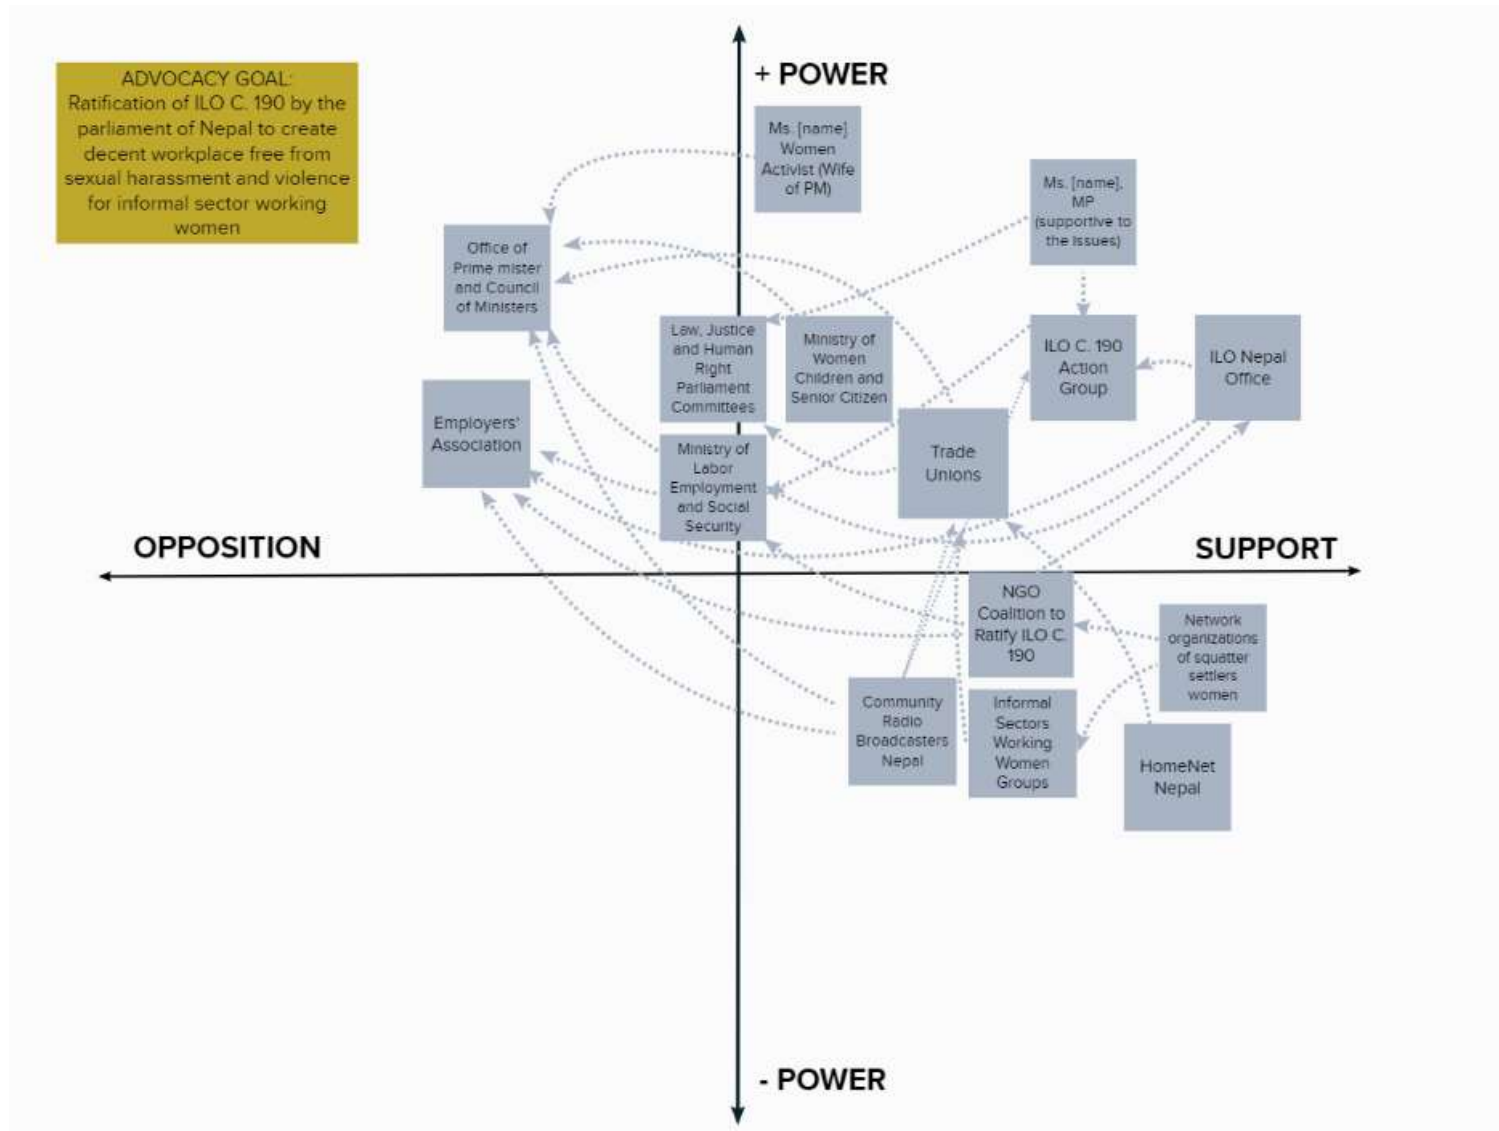 + POWER
ADVOCACY GOAL:
Ratification of ILO C. 190 by the
parliament of Nepal to create
decent workplace free from
sexual harassment and violence
for informal sector working
women
Ms. [name]
Women
Activist (Wife
of PM)
Ms. [name],
MP
(supportive to
the issues)
Office of
Prime mister
and Council
of Ministers
Law, Justice
and Human
Right
Parliament
Committees
Ministry of
Women
Children and
Senior Citizen
ILO C. 190
Action
Group
ILO Nepal
Office
Employers'
Association
Ministry of
Labor
Employment
and Social
Security
Trade
Unions
OPPOSITION
SUPPORT
NGO
Coalition to
Ratify ILO C.
190
Network
organizations
of squatter
settlers
women
Community
Radio
Broadcasters
Nepal
Informal
Sectors
Working
Women
Groups
HomeNet
Nepal
- POWER